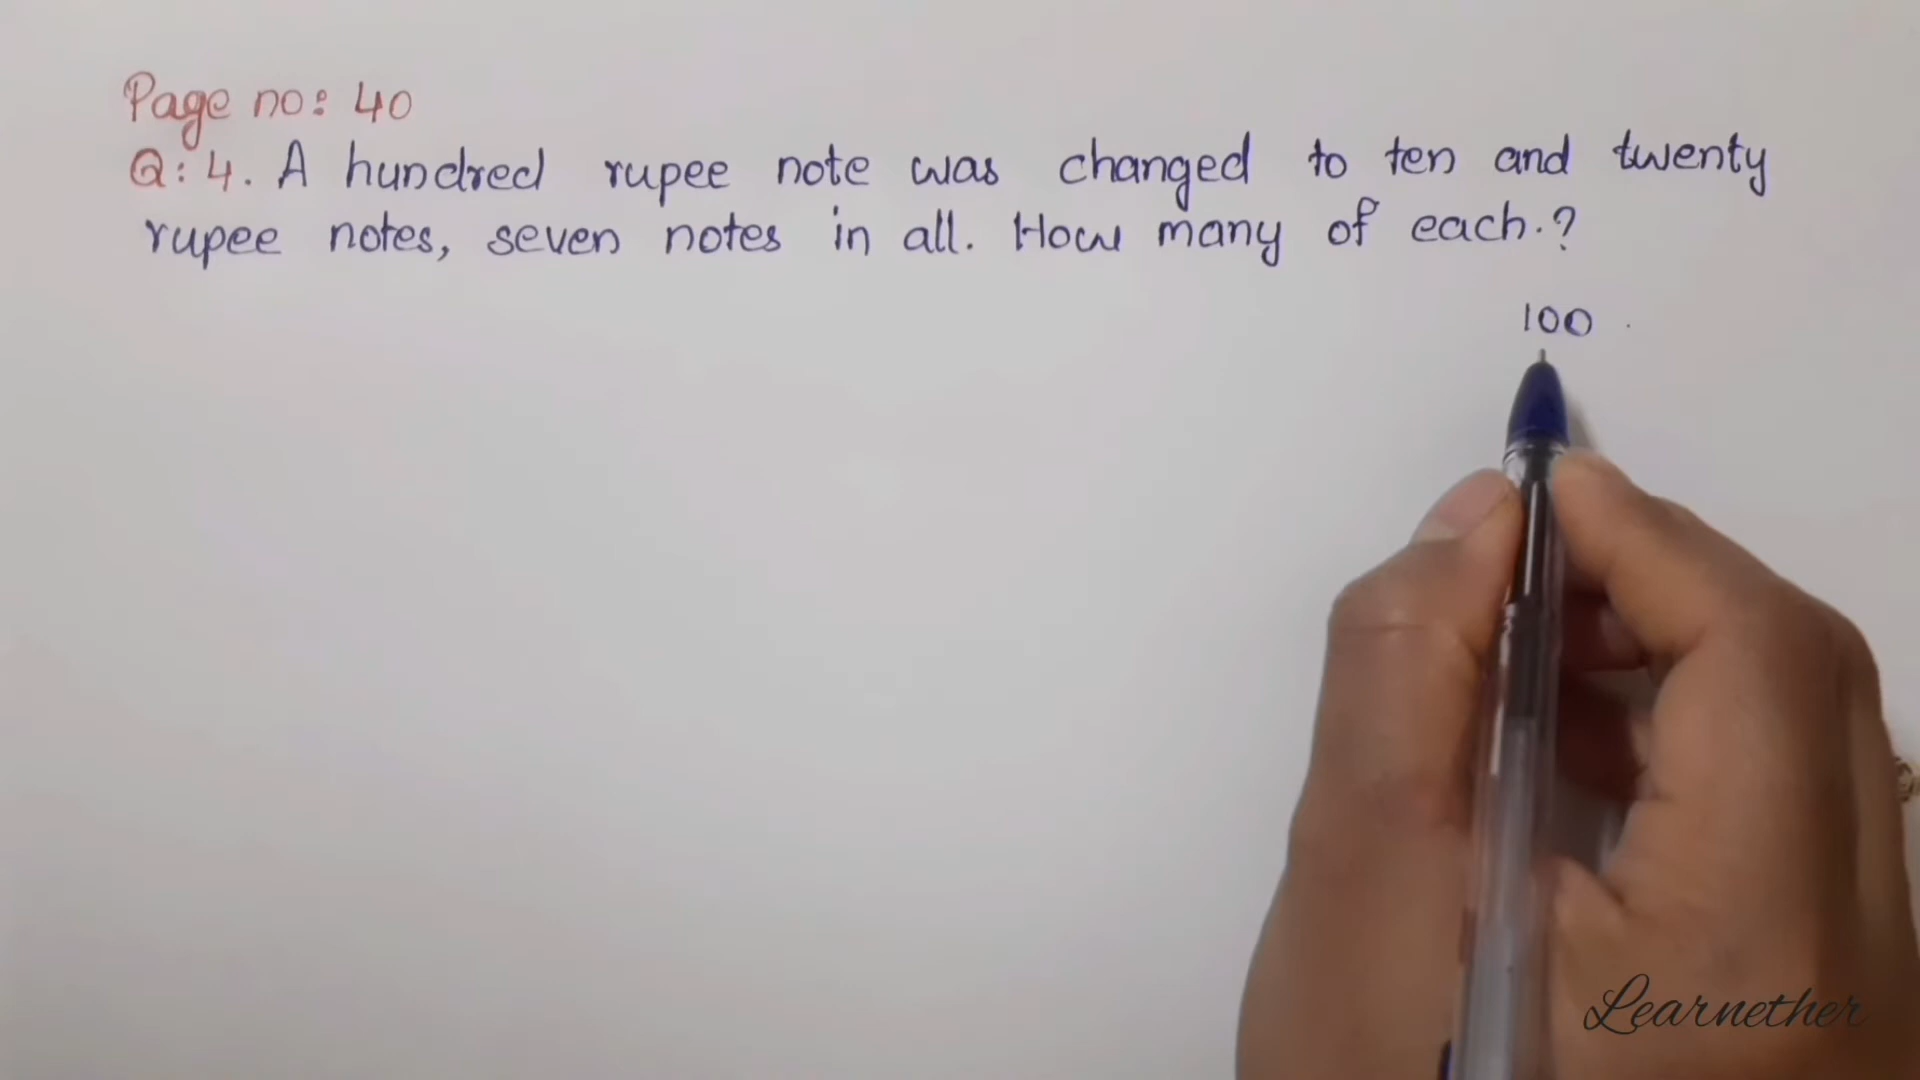 Page no: 40
Q: 4. A hundred rupee note was changed to ten and twenty
rupee notes, seven notes in all. How many of each.?
100
Learnether